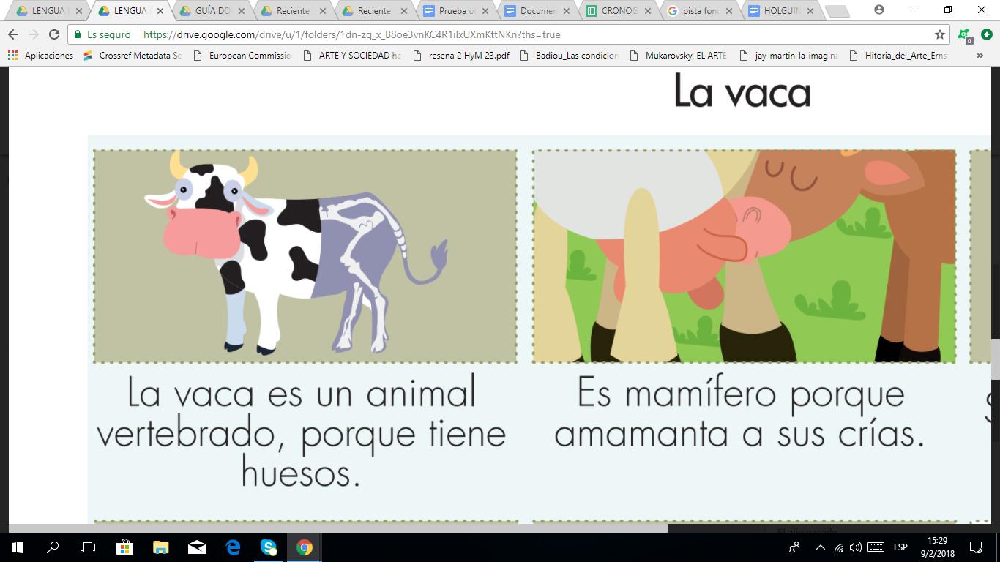 LENGUA
LENGUA
GUÍA DO
Reciente
Reciente
Prueba o
Documen
CRONOG
pista fond
HOLGUIN
Es seguro
https://drive.google.com/drive/u/1/folders/1dn-zq_x_B8oe3vnKC4R1iIxUXmKttNKn?ths=true
0
Aplicaciones
Crossref Metadata Se
European Commissio
ARTE Y SOCIEDAD he
resena 2 HyM 23.pdf
Badiou_Las condicion
Mukarovsky, EL ARTE
jay-martin-la-imagina
Hitoria_del_Arte_Erns
»
La vaca
La vaca es un animal
vertebrado, porque tiene
huesos.
Es mamífero porque
amamanta a sus crías.
ESP
15:29
9/2/2018